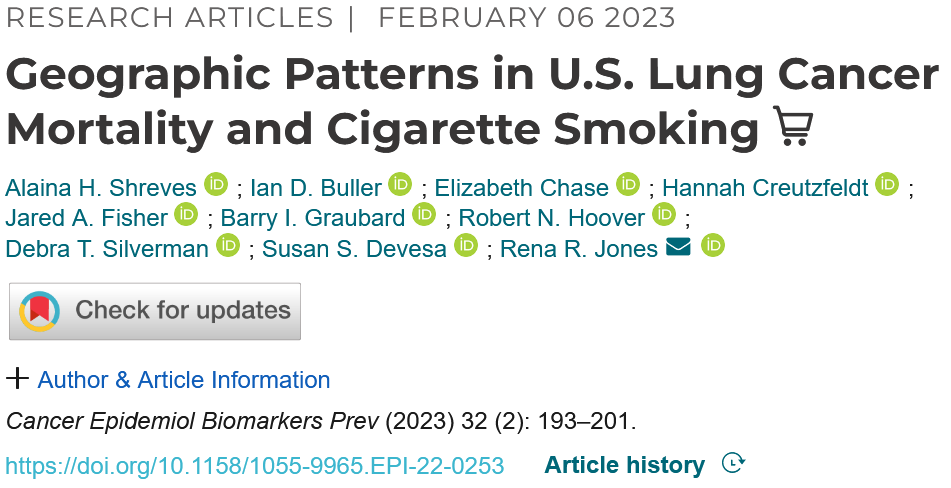 RESEARCH ARTICLES | FEBRUARY 06 2023
Geographic Patterns in U.S. Lung Cancer
Mortality and Cigarette Smoking
Alaina H. Shreves iD ; Ian D. Buller iD ; Elizabeth Chase iD ; Hannah Creutzfeldt iD ;
Jared A. Fisher iD ; Barry I. Graubard iD ; Robert N. Hoover iD ;
Debra T. Silverman iD ; Susan S. Devesa iD ; Rena R. Jones iD
Check for updates
+ Author & Article Information
Cancer Epidemiol Biomarkers Prev (2023) 32 (2): 193–201.
https://doi.org/10.1158/1055-9965.EPI-22-0253 Article history